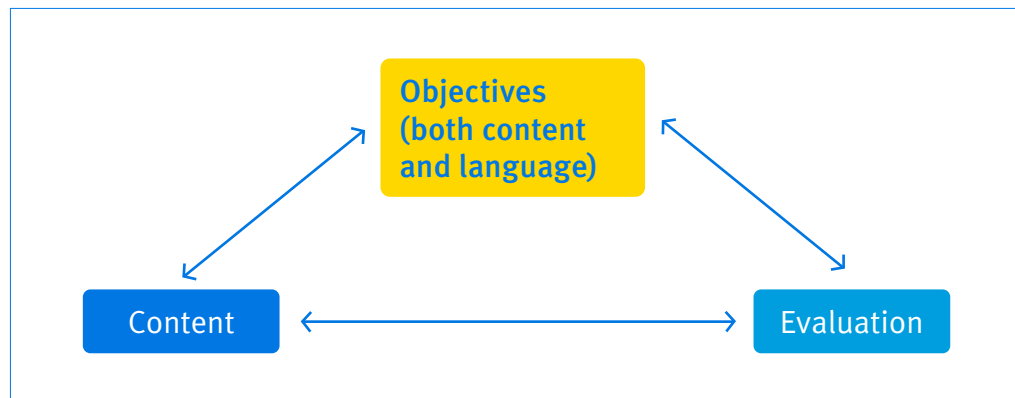 Objectives
(both content
and language)
Content
Evaluation